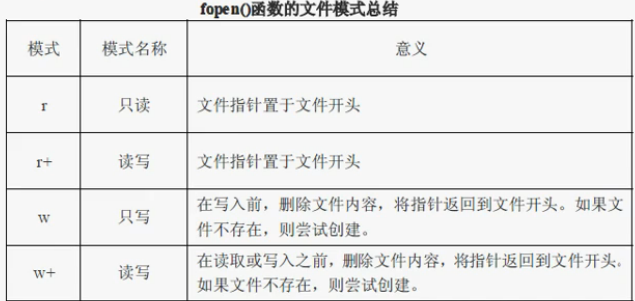 fopen()函数的文件模式总结
模式 模式名称 意义
r 只读 文件指针置于文件开头
r+ 读写 文件指针置于文件开头
w 只写 在写入前，删除文件内容，将指针返回到文件开头。如果文
件不存在，则尝试创建。
w+ 读写 在读取或写入之前，删除文件内容，将指针返回到文件开头。
如果文件不存在，则尝试创建。